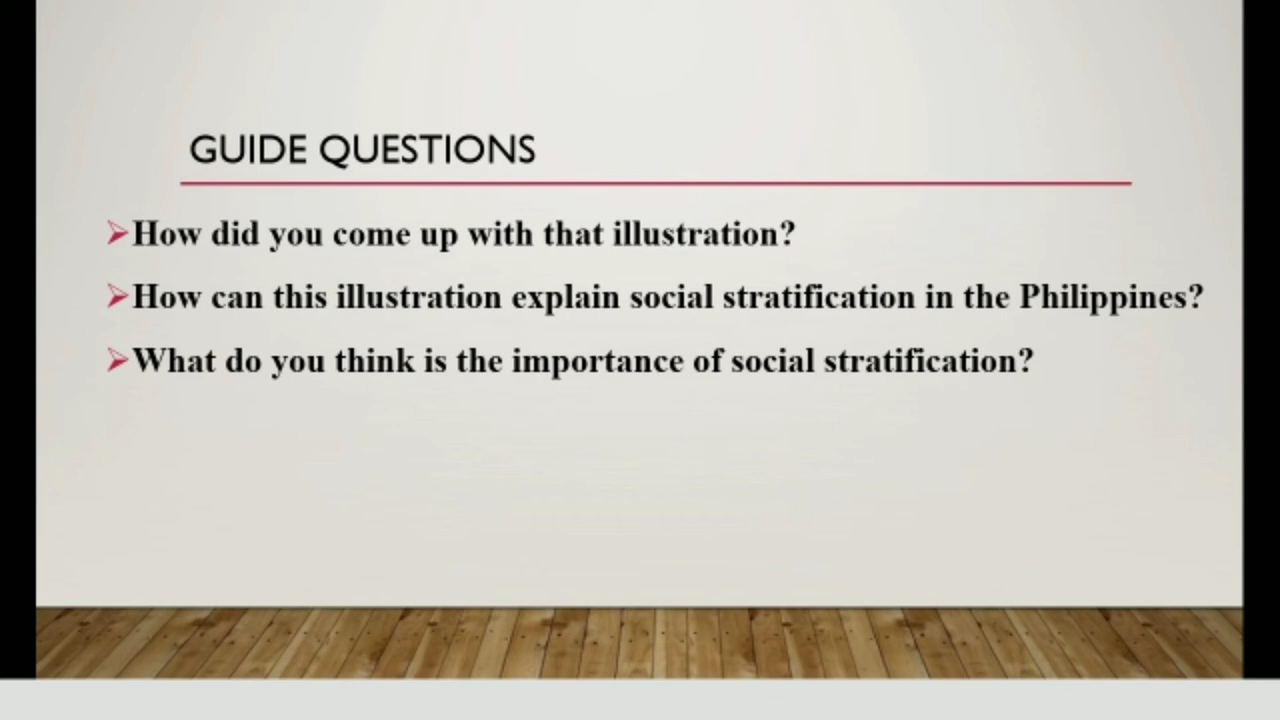 GUIDE QUESTIONS
How did you come up with that illustration?
How can this illustration explain social stratification in the Philippines?
What do you think is the importance of social stratification?